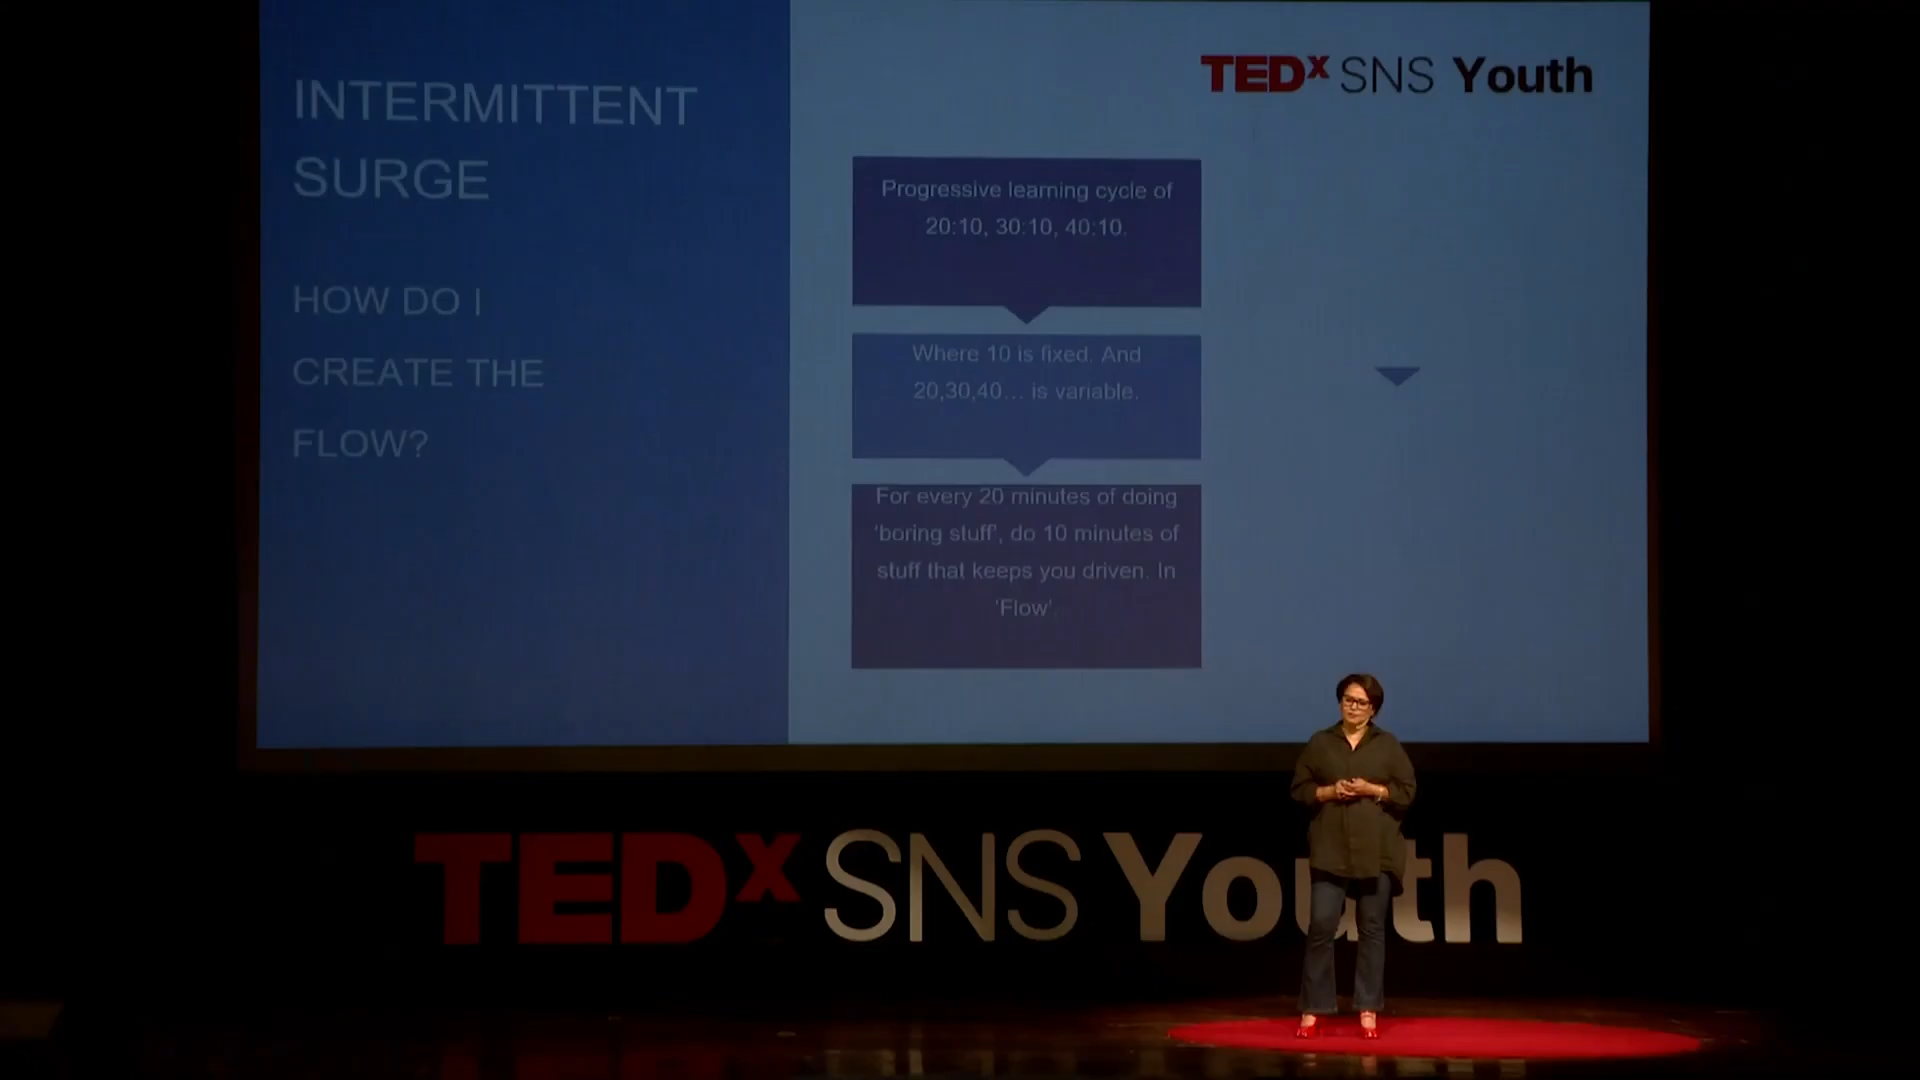 INTERMITTENT
SURGE
HOW DO I
CREATE THE
FLOW?
TEDx SNS Youth
Progressive learning cycle of
20:10, 30:10, 40:10.
Where 10 is fixed. And
20,30,40... is variable.
For every 20 minutes of doing
'boring stuff', do 10 minutes of
stuff that keeps you driven. In
'Flow'.
TEDx SNS Youth